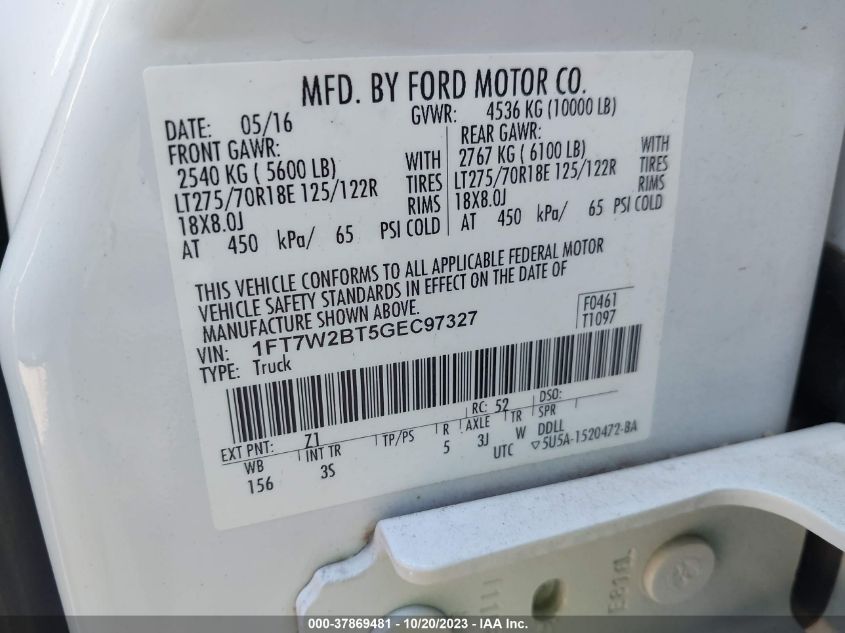 MFD. BY FORD MOTOR CO.
DATE: 05/16
GVWR: 4536 KG (10000 LB)
FRONT GAWR:
2540 KG ( 5600 LB)
LT275/70R18E 125/122R
18X8.0J
AT 450 kPa/ 65 PSI COLD
WITH
TIRES
RIMS
REAR GAWR:
2767 KG ( 6100 LB)
LT275/70R18E 125/122R
18X8.0J
AT 450 kPa/ 65 PSI COLD
WITH
TIRES
RIMS
THIS VEHICLE CONFORMS TO ALL APPLICABLE FEDERAL MOTOR
VEHICLE SAFETY STANDARDS IN EFFECT ON THE DATE OF
MANUFACTURE SHOWN ABOVE.
VIN: 1FT7W2BT5GEC97327
TYPE: Truck
F0461
T1097
EXT PNT: Z1 RC: 52 DSO:
WB INT TR TP/PS R AXLE TR SPR
156 3S 5 3J W DDLL
UTC ▽5U5A-1520472-BA
000-37869481 - 10/20/2023 - IAA Inc.